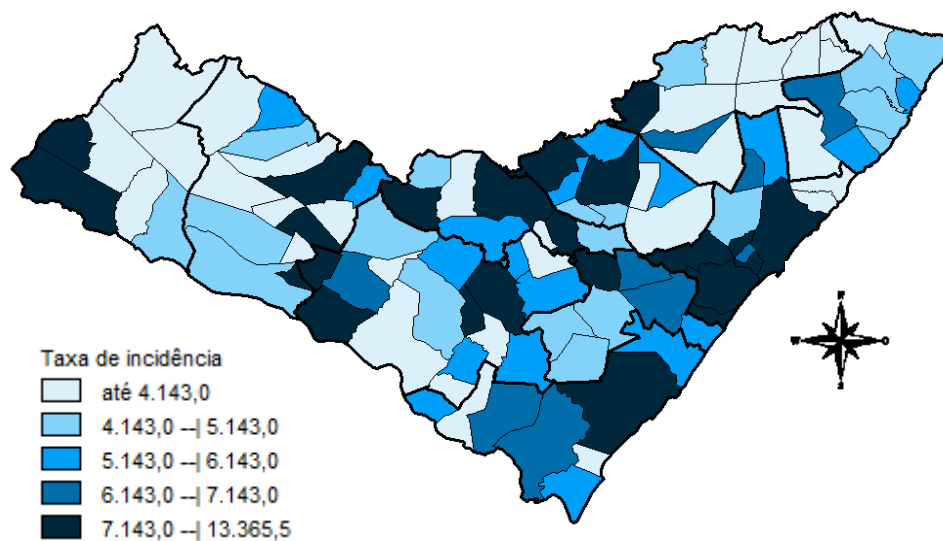 Taxa de incidência
até 4.143,0
4.143,0 --| 5.143,0
5.143,0 --| 6.143,0
6.143,0 --| 7.143,0
7.143,0 --| 13.365,5